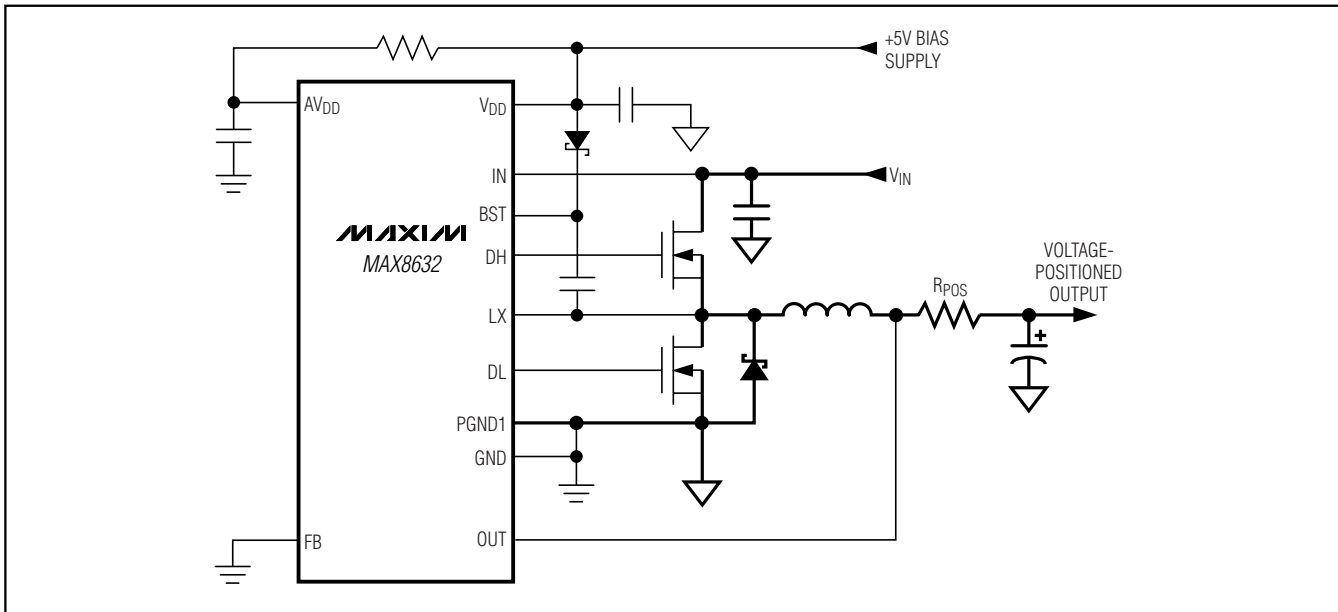 +5V BIAS
SUPPLY
AVDD
VDD
IN
VIN
BST
MAXIM
MAX8632
DH
VOLTAGE-
POSITIONED
OUTPUT
RPOS
LX
+
DL
PGND1
GND
FB
OUT